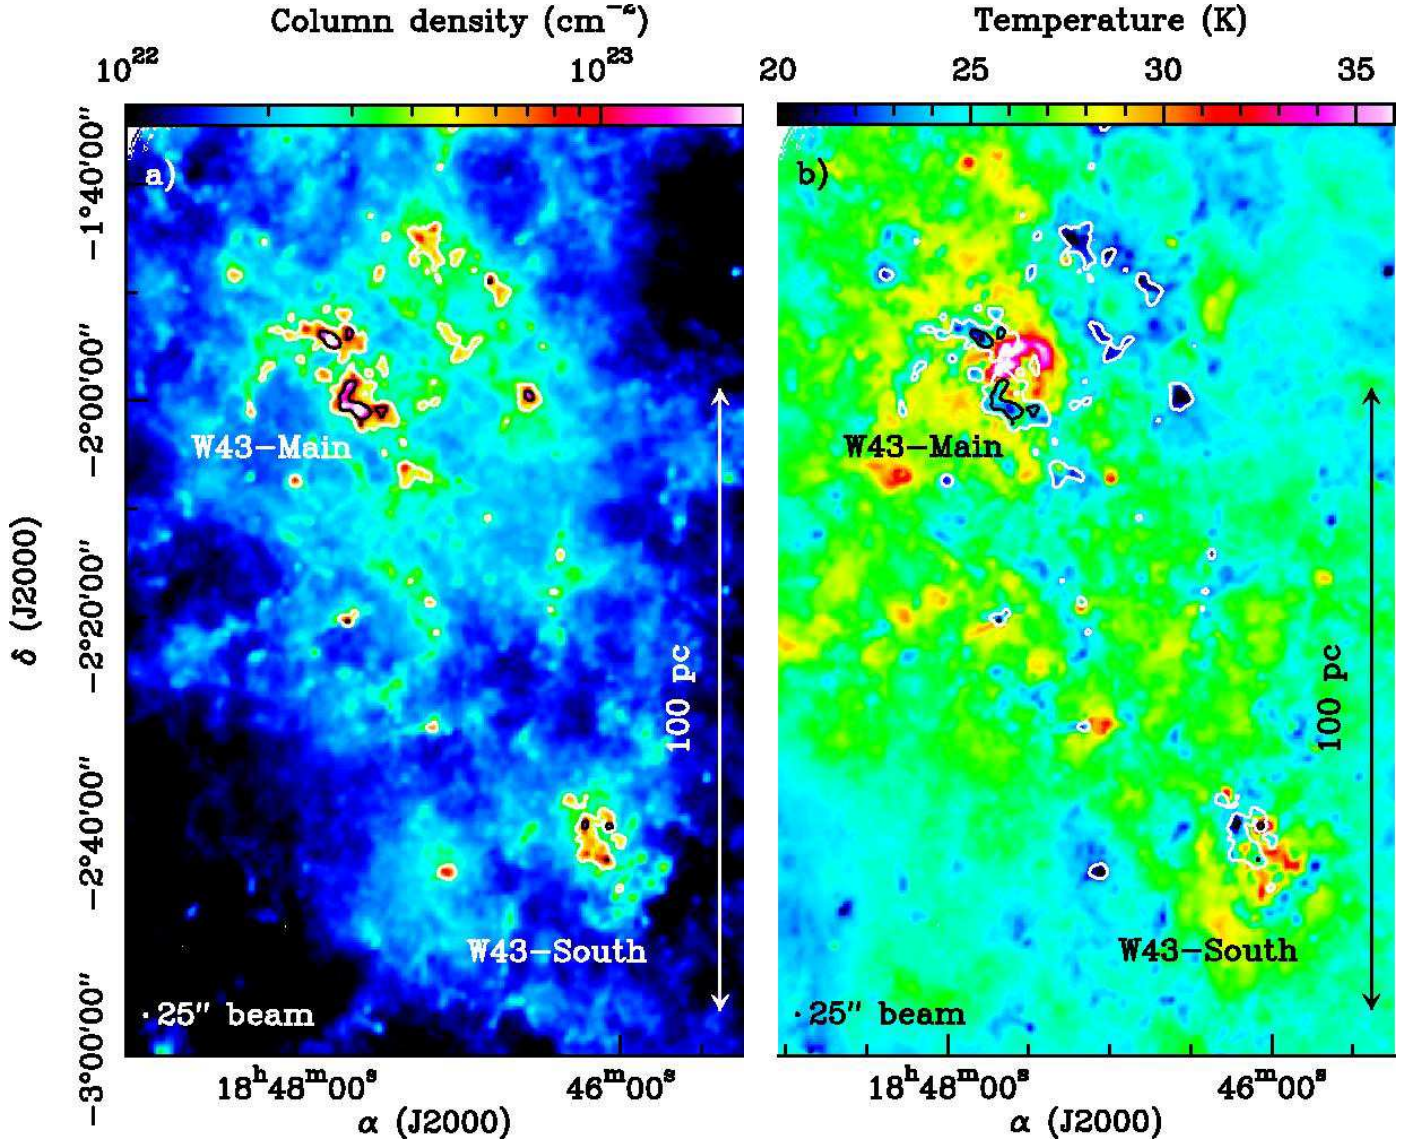 Column density (cm⁻²)
10²² 10²³
Temperature (K)
20 25 30 35
a)
b)
−1°40′00″
−2°00′00″
−2°20′00″
−2°40′00″
−3°00′00″
δ (J2000)
W43−Main
W43−Main
100 pc
100 pc
W43−South
W43−South
25″ beam
25″ beam
18ʰ48ᵐ00ˢ 46ᵐ00ˢ
18ʰ48ᵐ00ˢ 46ᵐ00ˢ
α (J2000)
α (J2000)